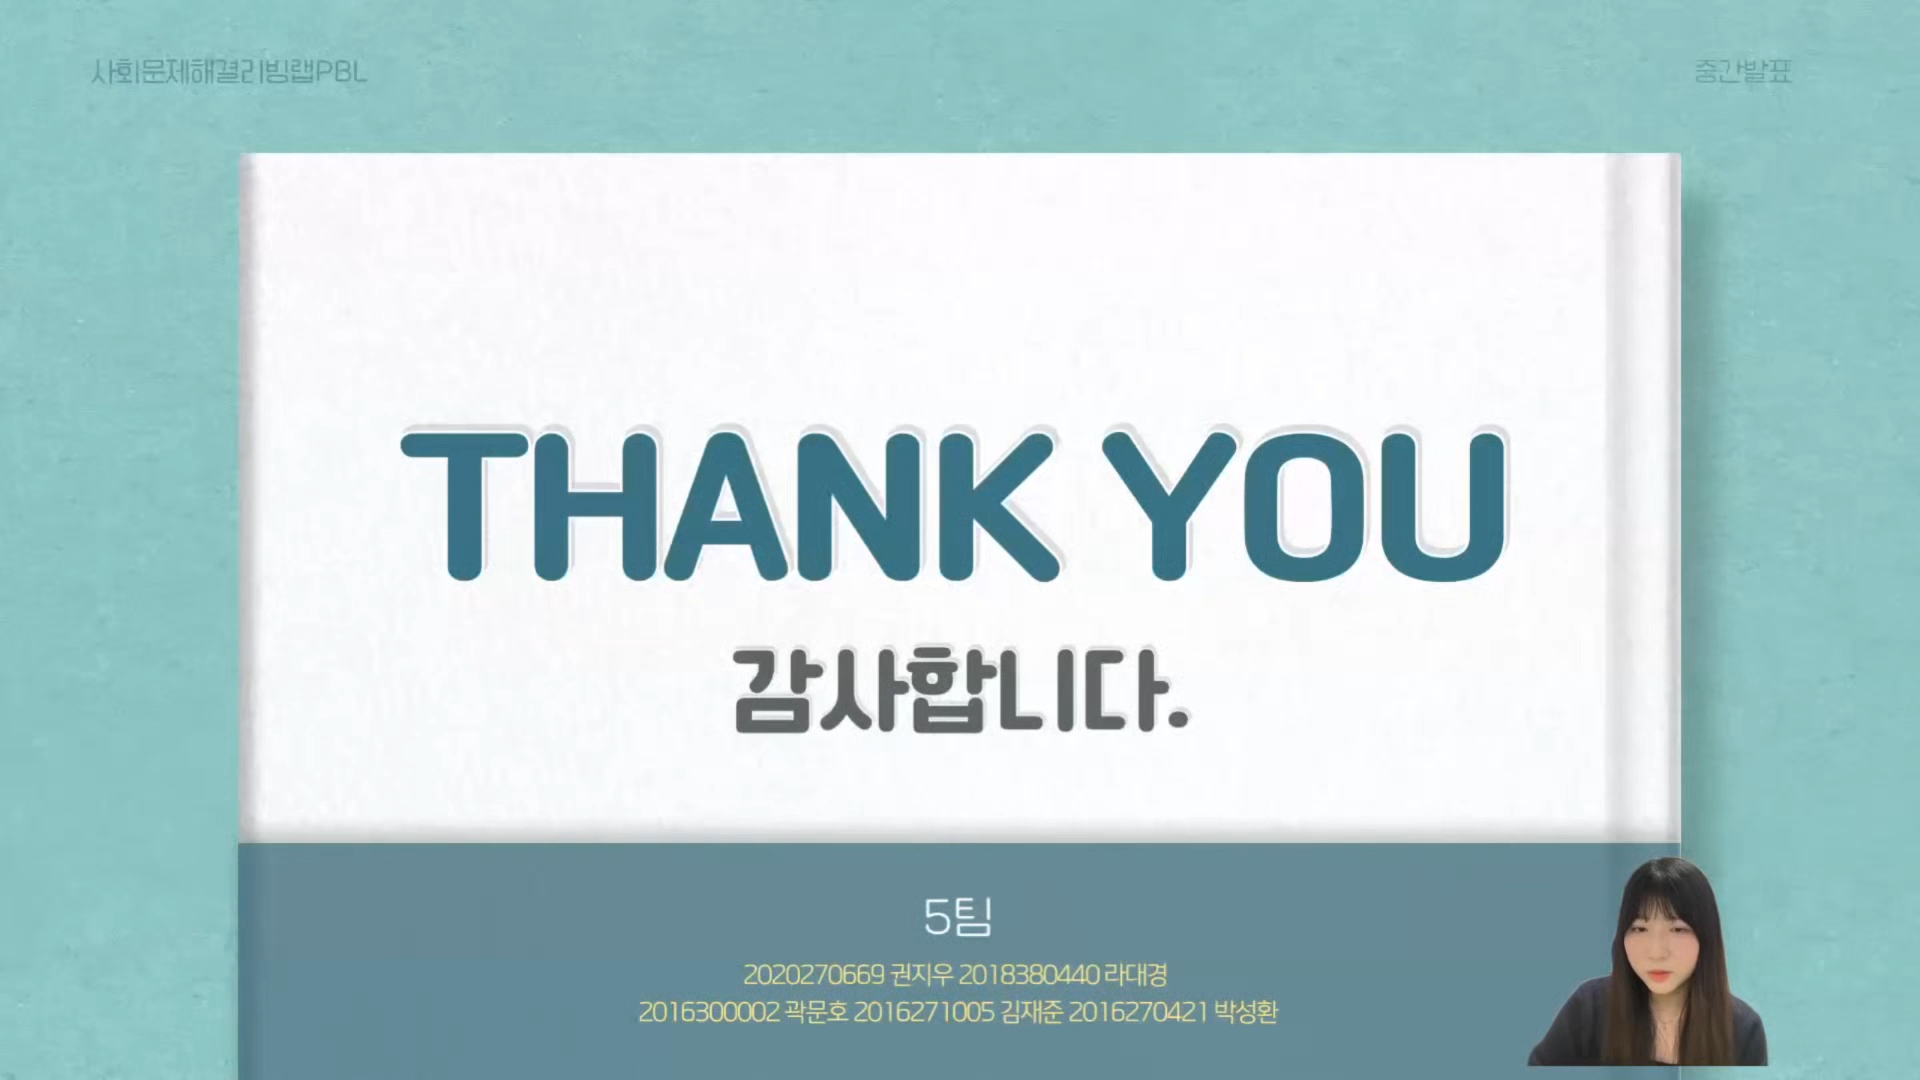 사회문제해결리빙랩PBL
중간발표
THANK YOU
감사합니다.
5팀
2020270669 권지우 2018380440 라대경
2016300002 곽문호 2016271005 김재준 2016270421 박성환